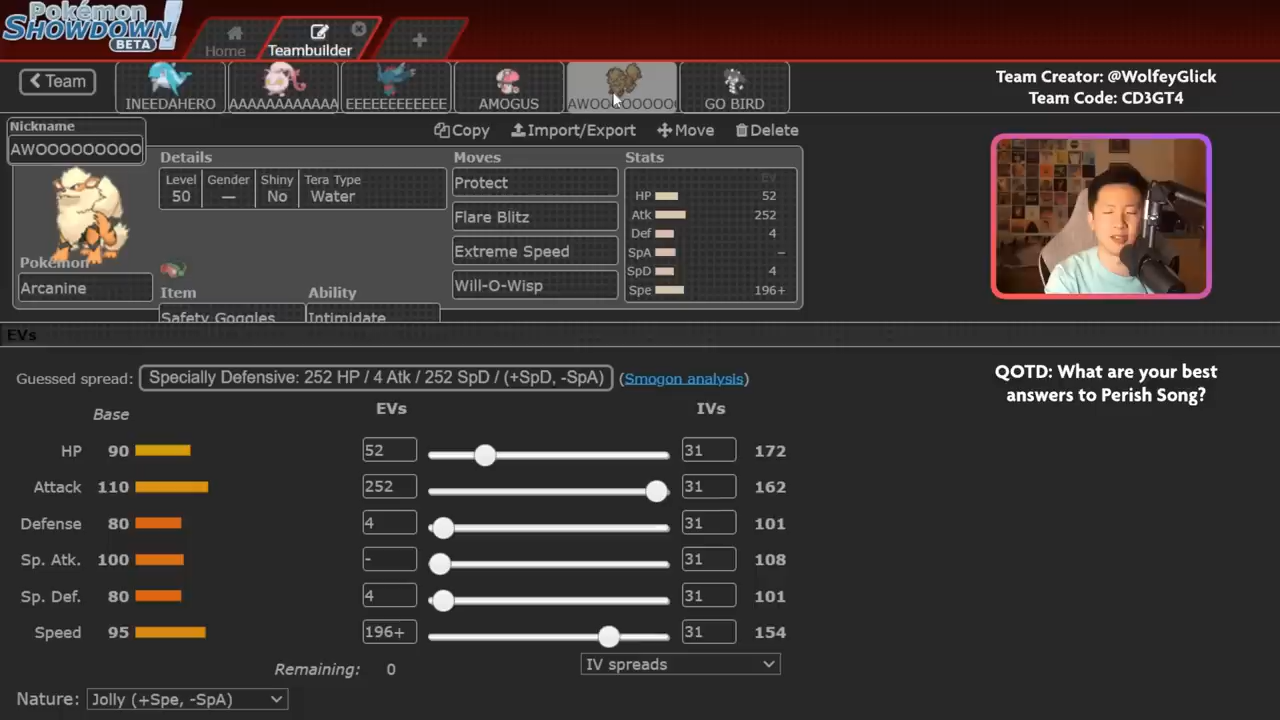 Pokémon
SHOWDOWN!
BETA
Home
Teambuilder
+
Team
INEEDAHERO
AAAAAAAAAAAA
EEEEEEEEEEEE
AMOGUS
AWOOOOOOOO
GO BIRD
Team Creator: @WolfeyGlick
Team Code: CD3GT4
Copy
Import/Export
Move
Delete
Nickname
AWOOOOOOOOO
Pokémon
Arcanine
Details
Level
50
Gender
—
Shiny
No
Tera Type
Water
Item
Safety Goggles
Ability
Intimidate
Moves
Protect
Flare Blitz
Extreme Speed
Will-O-Wisp
Stats
EV
HP 52
Atk 252
Def 4
SpA –
SpD 4
Spe 196+
EVs
Guessed spread: Specially Defensive: 252 HP / 4 Atk / 252 SpD / (+SpD, -SpA) (Smogon analysis)
Base EVs IVs
HP 90 52 31 172
Attack 110 252 31 162
Defense 80 4 31 101
Sp. Atk. 100 - 31 108
Sp. Def. 80 4 31 101
Speed 95 196+ 31 154
Remaining: 0
IV spreads
Nature: Jolly (+Spe, -SpA)
QOTD: What are your best
answers to Perish Song?